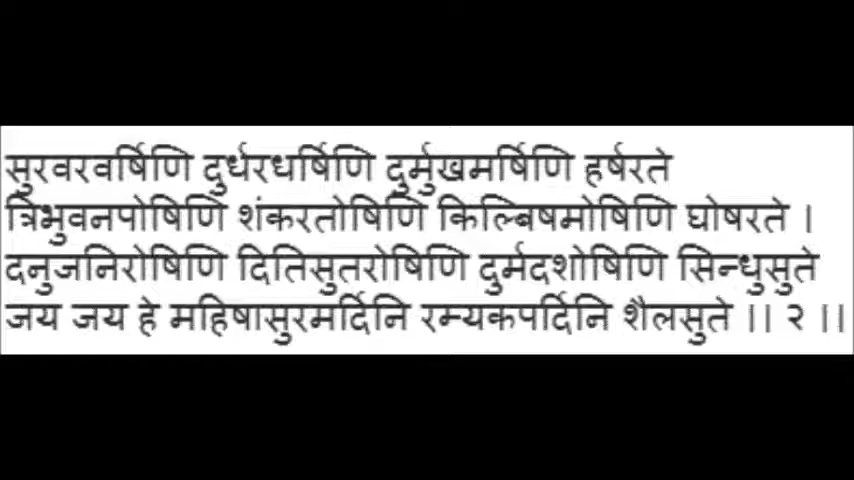 सुरवरवर्षिणि दुर्धरधर्षिणि दुर्मुखमर्षिणि हर्षरते
त्रिभुवनपोषिणि शंकरतोषिणि किल्बिषमोषिणि घोषरते ।
दनुजनिरोषिणि दितिसुतरोषिणि दुर्मदशोषिणि सिन्धुसुते
जय जय हे महिषासुरमर्दिनि रम्यकपर्दिनि शैलसुते ।। २ ।।